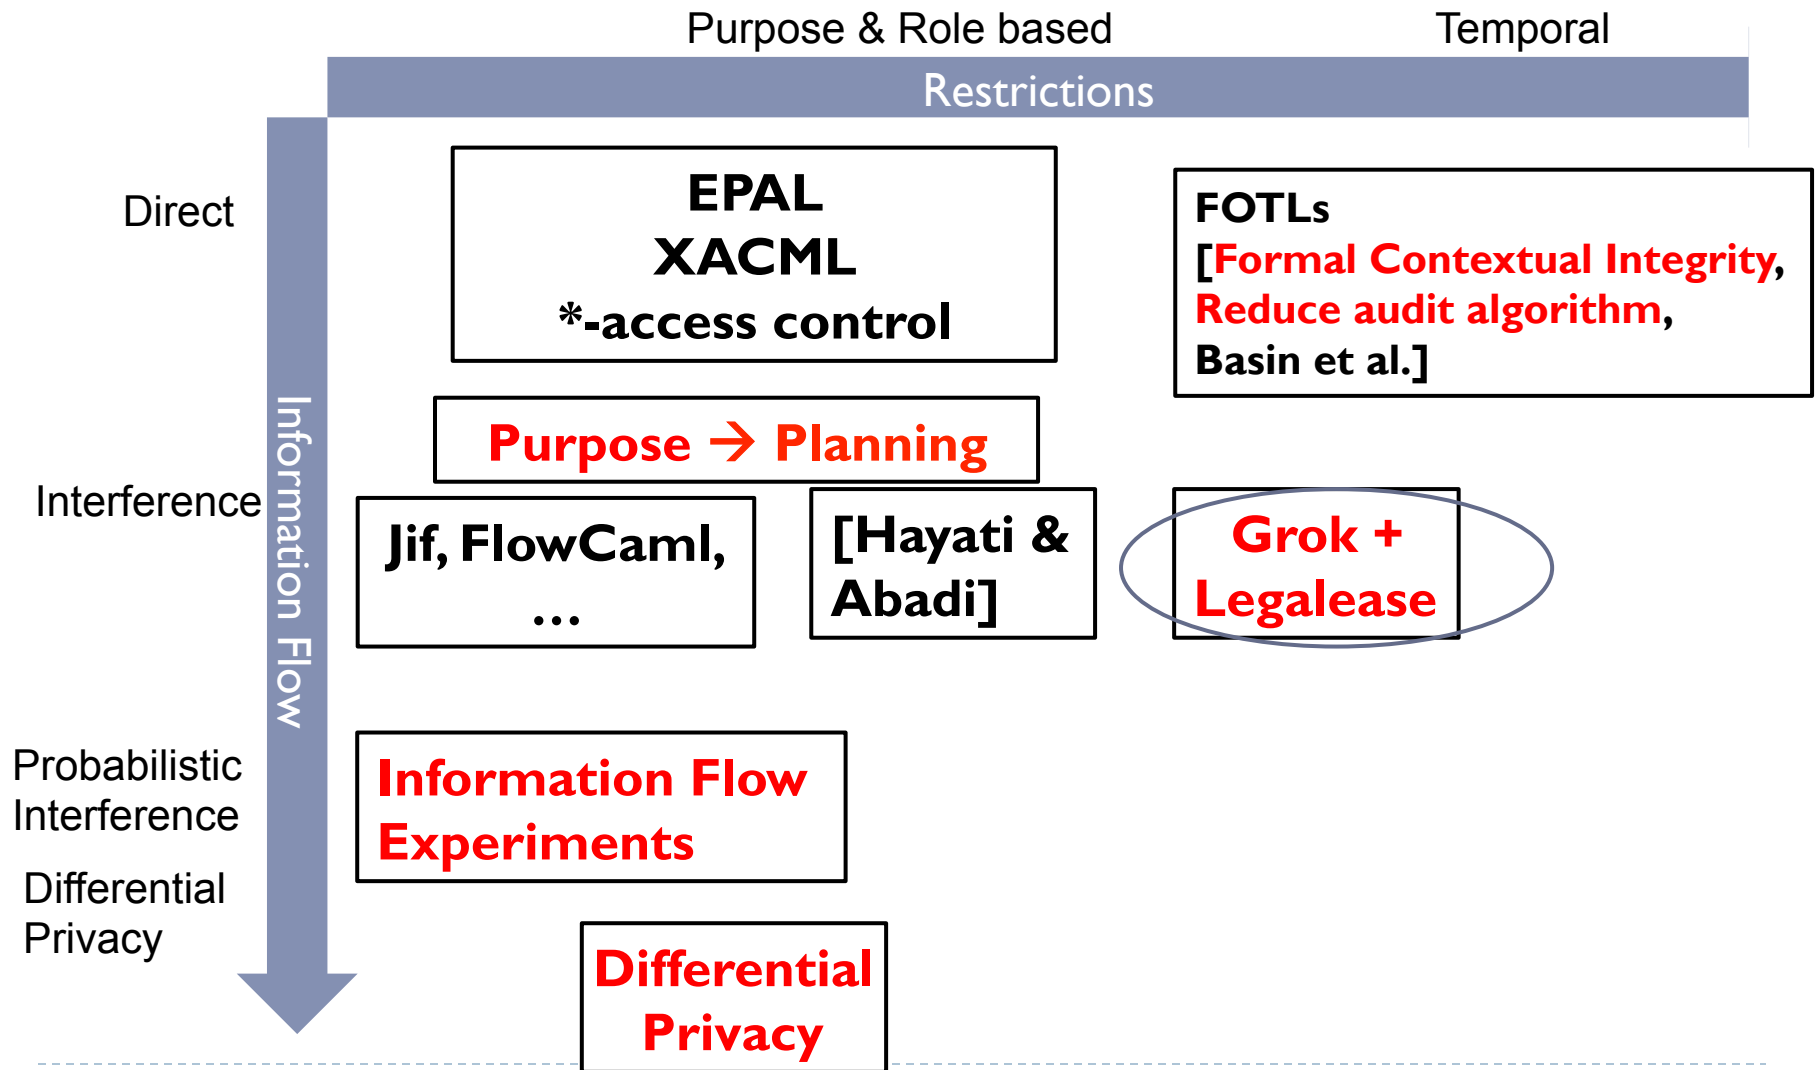 Purpose & Role based
Temporal
Restrictions
Information Flow
Direct
EPAL
XACML
*-access control
FOTLs
[Formal Contextual Integrity,
Reduce audit algorithm,
Basin et al.]
Purpose → Planning
Interference
Jif, FlowCaml,
...
[Hayati &
Abadi]
Grok +
Legalease
Probabilistic
Interference
Information Flow
Experiments
Differential
Privacy
Differential
Privacy